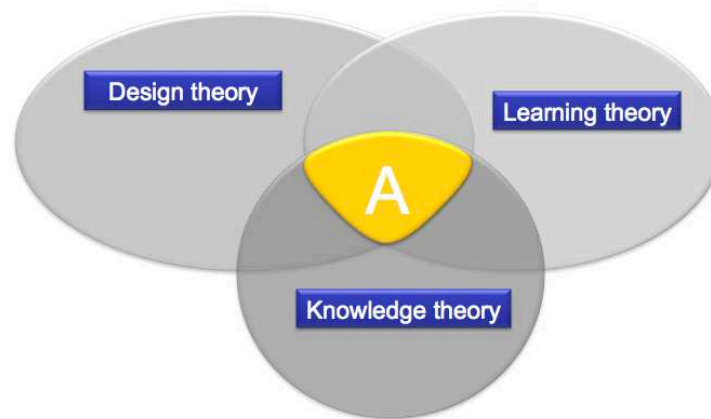 Design theory
Learning theory
A
Knowledge theory